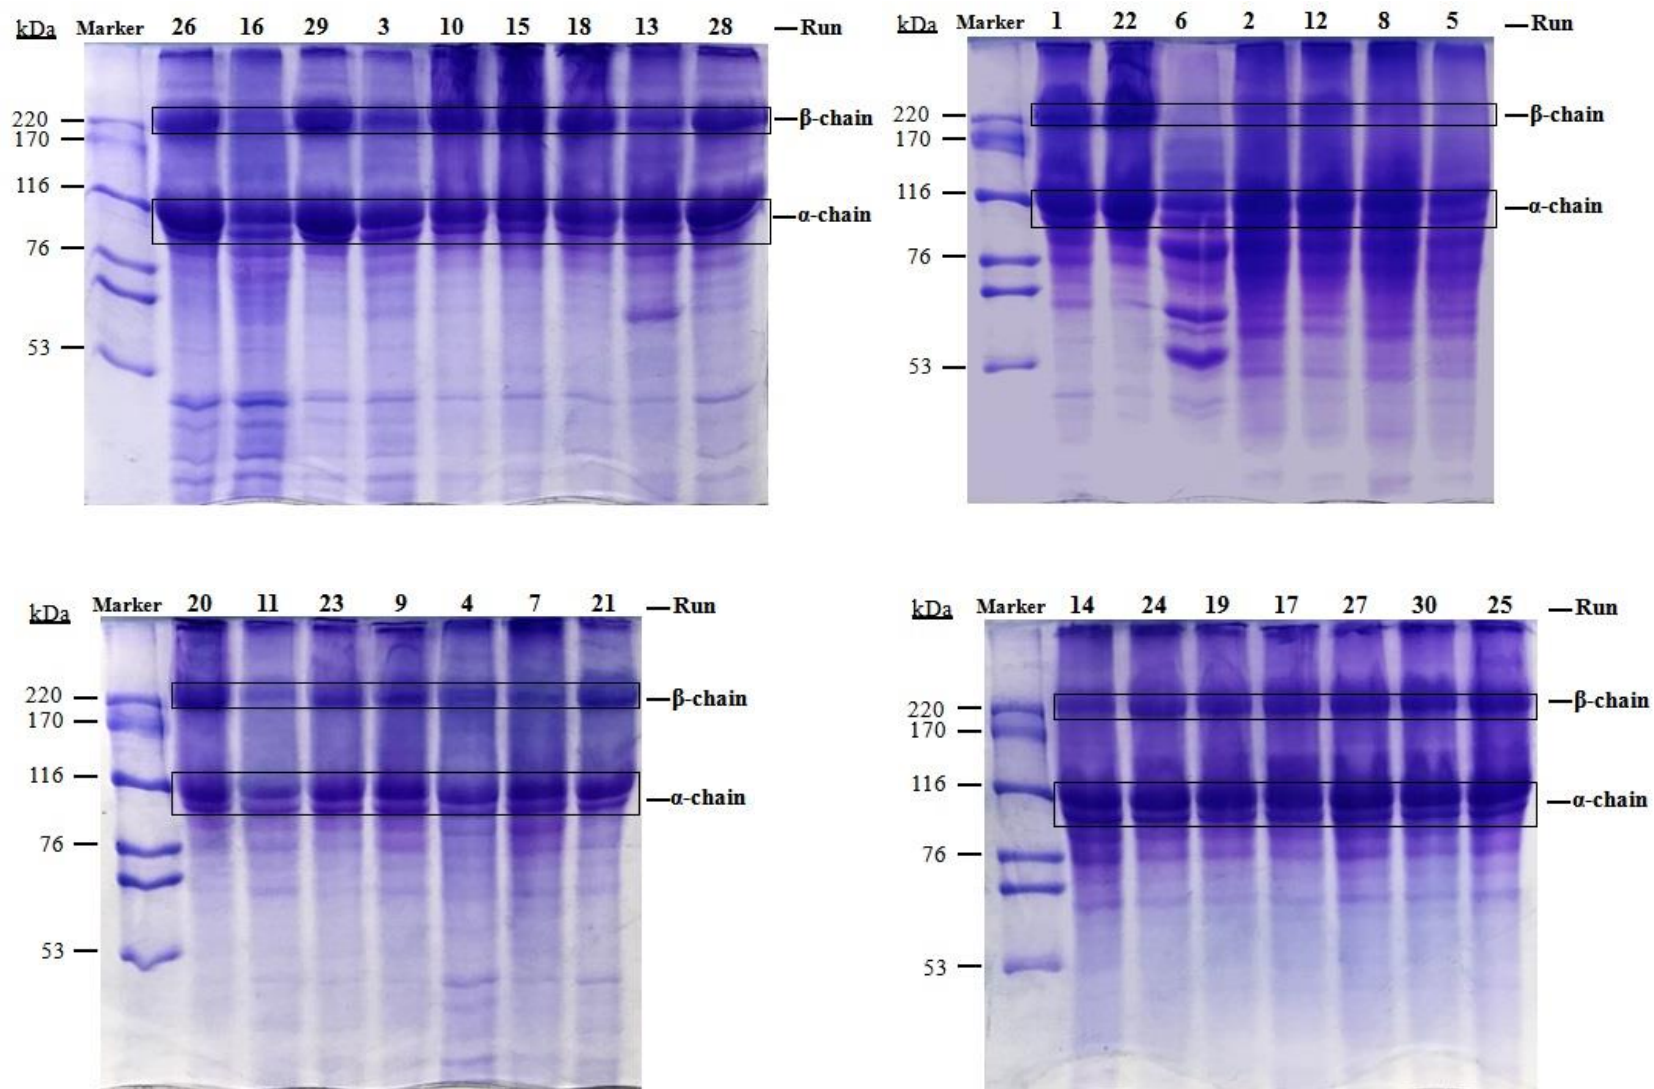 kDa Marker 26 16 29 3 10 15 18 13 28 —Run
220 —β-chain
170
116
—α-chain
76
53
kDa Marker 1 22 6 2 12 8 5 —Run
220 —β-chain
170
116
—α-chain
76
53
kDa Marker 20 11 23 9 4 7 21 —Run
220 —β-chain
170
116
—α-chain
76
53
kDa Marker 14 24 19 17 27 30 25 —Run
220 —β-chain
170
116
—α-chain
76
53